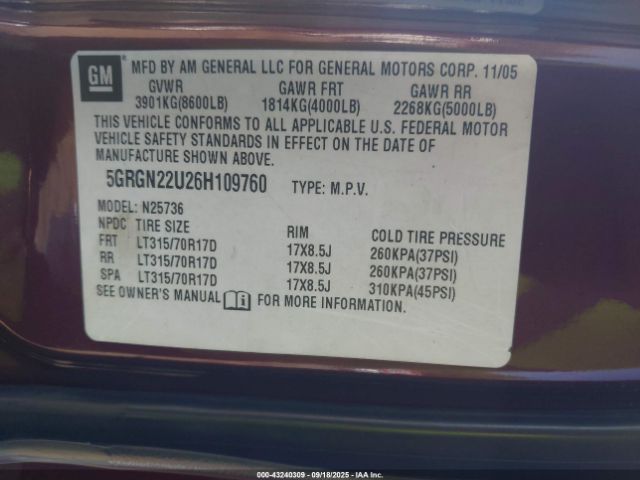 GM
MFD BY AM GENERAL LLC FOR GENERAL MOTORS CORP. 11/05
GVWR GAWR FRT GAWR RR
3901KG(8600LB) 1814KG(4000LB) 2268KG(5000LB)
THIS VEHICLE CONFORMS TO ALL APPLICABLE U.S. FEDERAL MOTOR
VEHICLE SAFETY STANDARDS IN EFFECT ON THE DATE OF
MANUFACTURE SHOWN ABOVE.
5GRGN22U26H109760 TYPE: M.P.V.
MODEL: N25736
NPDC TIRE SIZE RIM COLD TIRE PRESSURE
FRT LT315/70R17D 17X8.5J 260KPA(37PSI)
RR LT315/70R17D 17X8.5J 260KPA(37PSI)
SPA LT315/70R17D 17X8.5J 310KPA(45PSI)
SEE OWNER'S MANUAL FOR MORE INFORMATION.
000-43240309 - 09/18/2025 - IAAI.COM